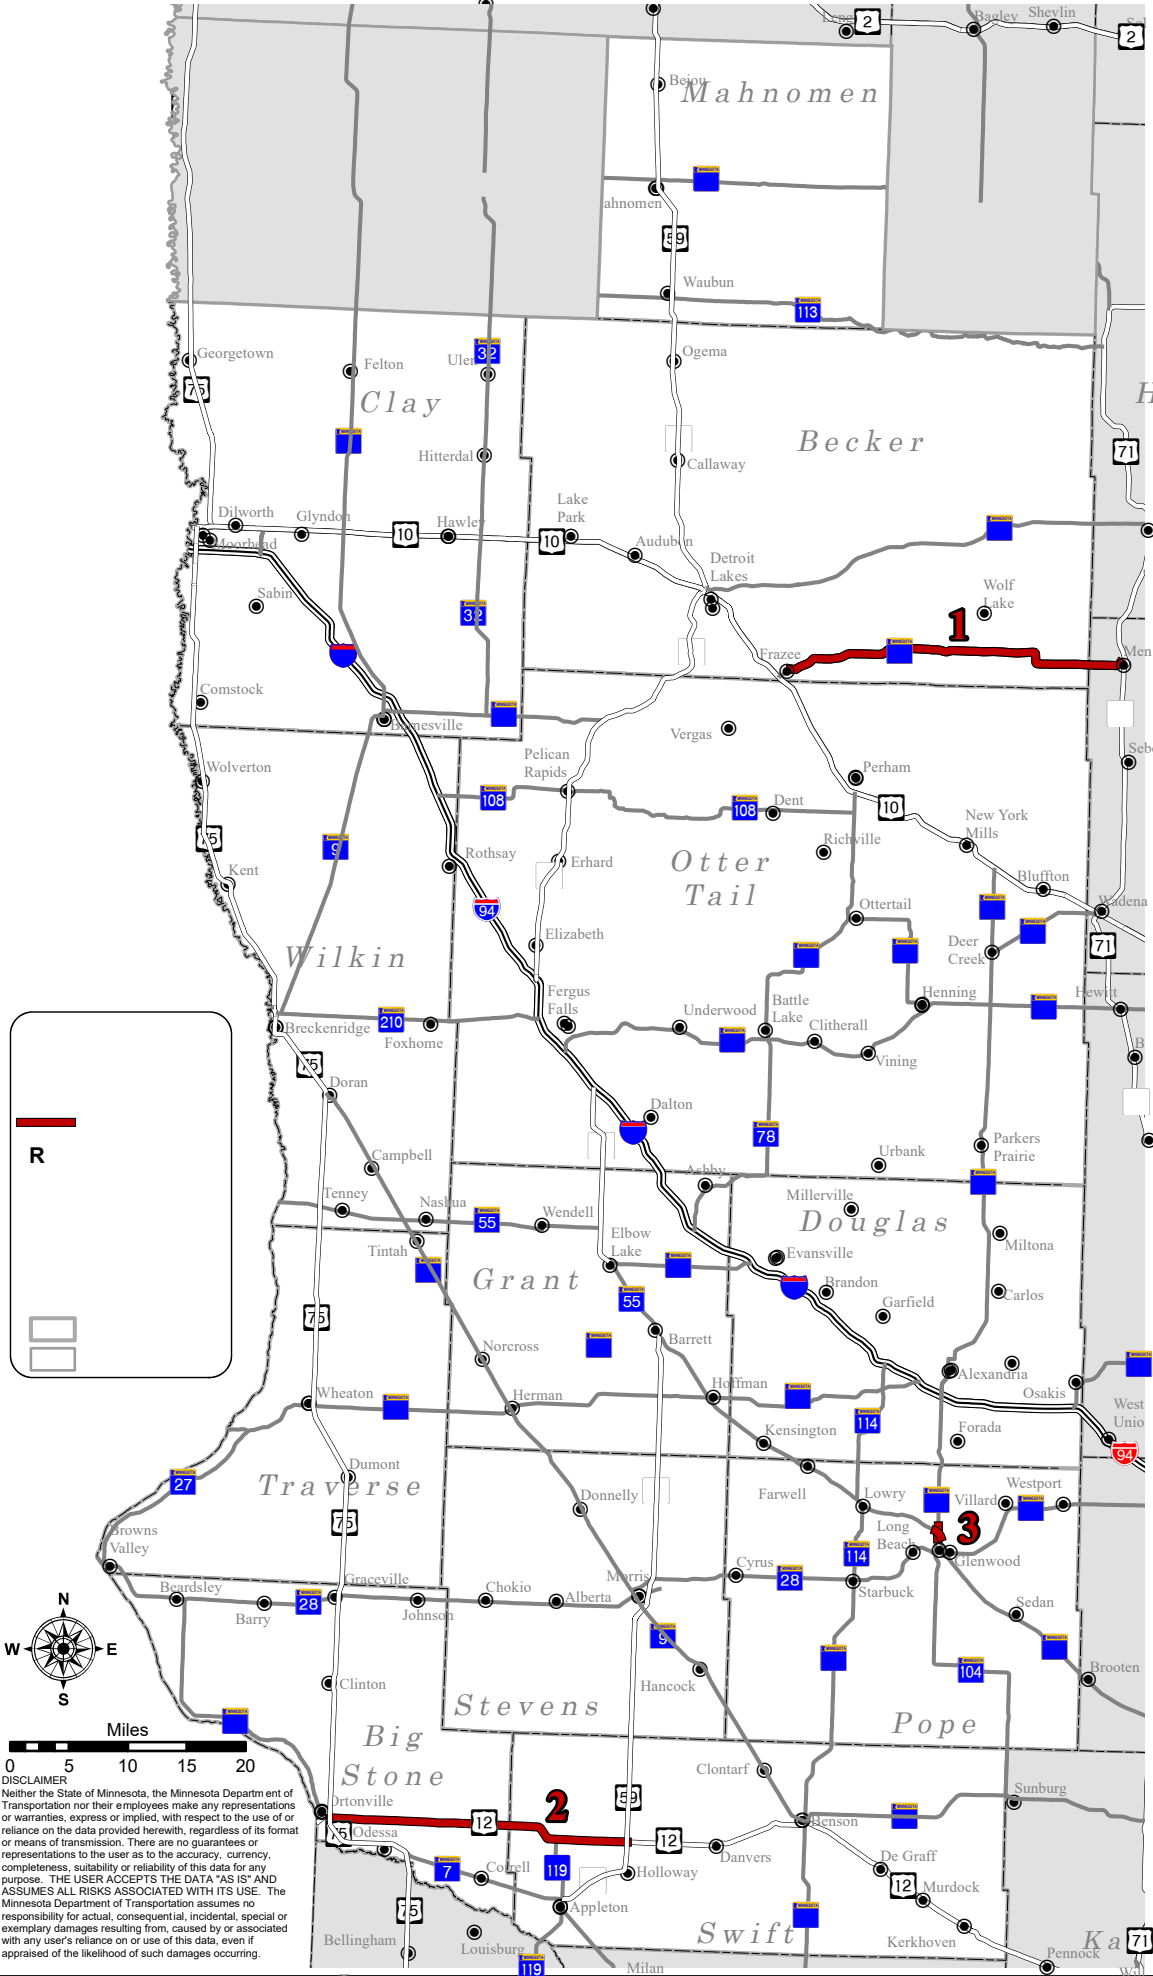 Bagley
Shevlin
2
2
Bejou
Mahnomen
ahnomen
59
Waubun
113
Georgetown
75
Felton
Ulen
32
Ogema
Clay
Becker
H
71
Hitterdal
Callaway
Dilworth
Glyndon
10
Hawley
Lake
Park
10
Moorhead
Audubon
Detroit
Lakes
Sabin
32
Wolf
Lake
1
Frazee
Men
Comstock
Barnesville
Vergas
Wolverton
Pelican
Rapids
Perham
Seb
108
108
Dent
10
New York
Mills
75
9
Rothsay
Erhard
Otter
Tail
Richville
Kent
94
Bluffton
Wadena
Ottertail
71
Elizabeth
Deer
Creek
Wilkin
Fergus
Falls
Underwood
Battle
Lake
Henning
Hewitt
Breckenridge
210
Foxhome
Clitherall
Vining
B
75
Doran
Dalton
78
Parkers
Prairie
R
Campbell
Ashby
Urbank
Tenney
Nashua
55
Wendell
Millerville
Douglas
Tintah
Elbow
Lake
Evansville
Miltona
Grant
55
Brandon
Carlos
75
Garfield
Barrett
Norcross
Alexandria
Wheaton
Herman
Hoffman
Osakis
West
Unio
114
Kensington
Forada
94
27
Dumont
Traverse
Farwell
Lowry
Villard
Westport
75
Donnelly
Browns
Valley
Long
Beach
3
114
Glenwood
Beardsley
Graceville
Chokio
Morris
Cyrus
28
Starbuck
Barry
28
Johnson
Alberta
Sedan
N
W
E
S
9
104
Brooten
Clinton
Hancock
Stevens
Pope
Big
Stone
Miles
0 5 10 15 20
Clontarf
Sunburg
Ortonville
2
59
12
12
Benson
75
Odessa
Danvers
7
Correll
119
Holloway
De Graff
12
Murdock
75
Appleton
Swift
Kerkhoven
Ka
71
Bellingham
Louisburg
119
Milan
Pennock
Will
DISCLAIMER
Neither the State of Minnesota, the Minnesota Department of
Transportation nor their employees make any representations
or warranties, express or implied, with respect to the use of or
reliance on the data provided herewith, regardless of its format
or means of transmission. There are no guarantees or
representations to the user as to the accuracy, currency,
completeness, suitability or reliability of this data for any
purpose. THE USER ACCEPTS THE DATA "AS IS" AND
ASSUMES ALL RISKS ASSOCIATED WITH ITS USE. The
Minnesota Department of Transportation assumes no
responsibility for actual, consequential, incidental, special or
exemplary damages resulting from, caused by or associated
with any user's reliance on or use of this data, even if
appraised of the likelihood of such damages occurring.